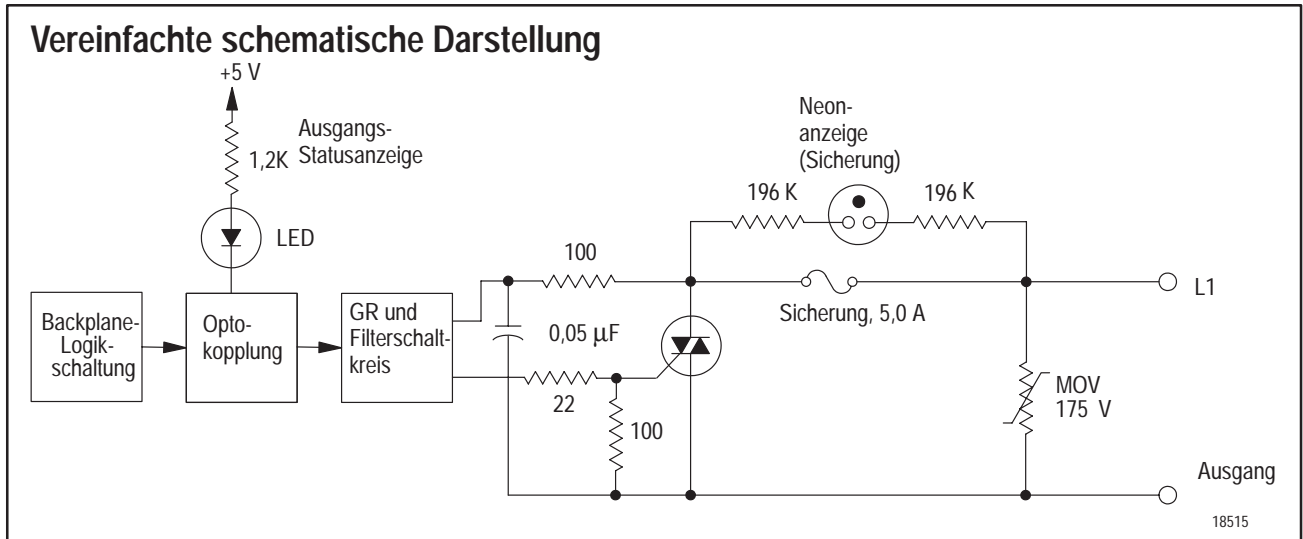 Vereinfachte schematische Darstellung
+5 V
Ausgangs-
Statusanzeige
1,2K
LED
Neon-
anzeige
(Sicherung)
196 K
196 K
100
L1
Sicherung, 5,0 A
Backplane-
Logik-
schaltung
Opto-
kopplung
GR und
Filterschalt-
kreis
0,05 µF
22
100
MOV
175 V
Ausgang
18515